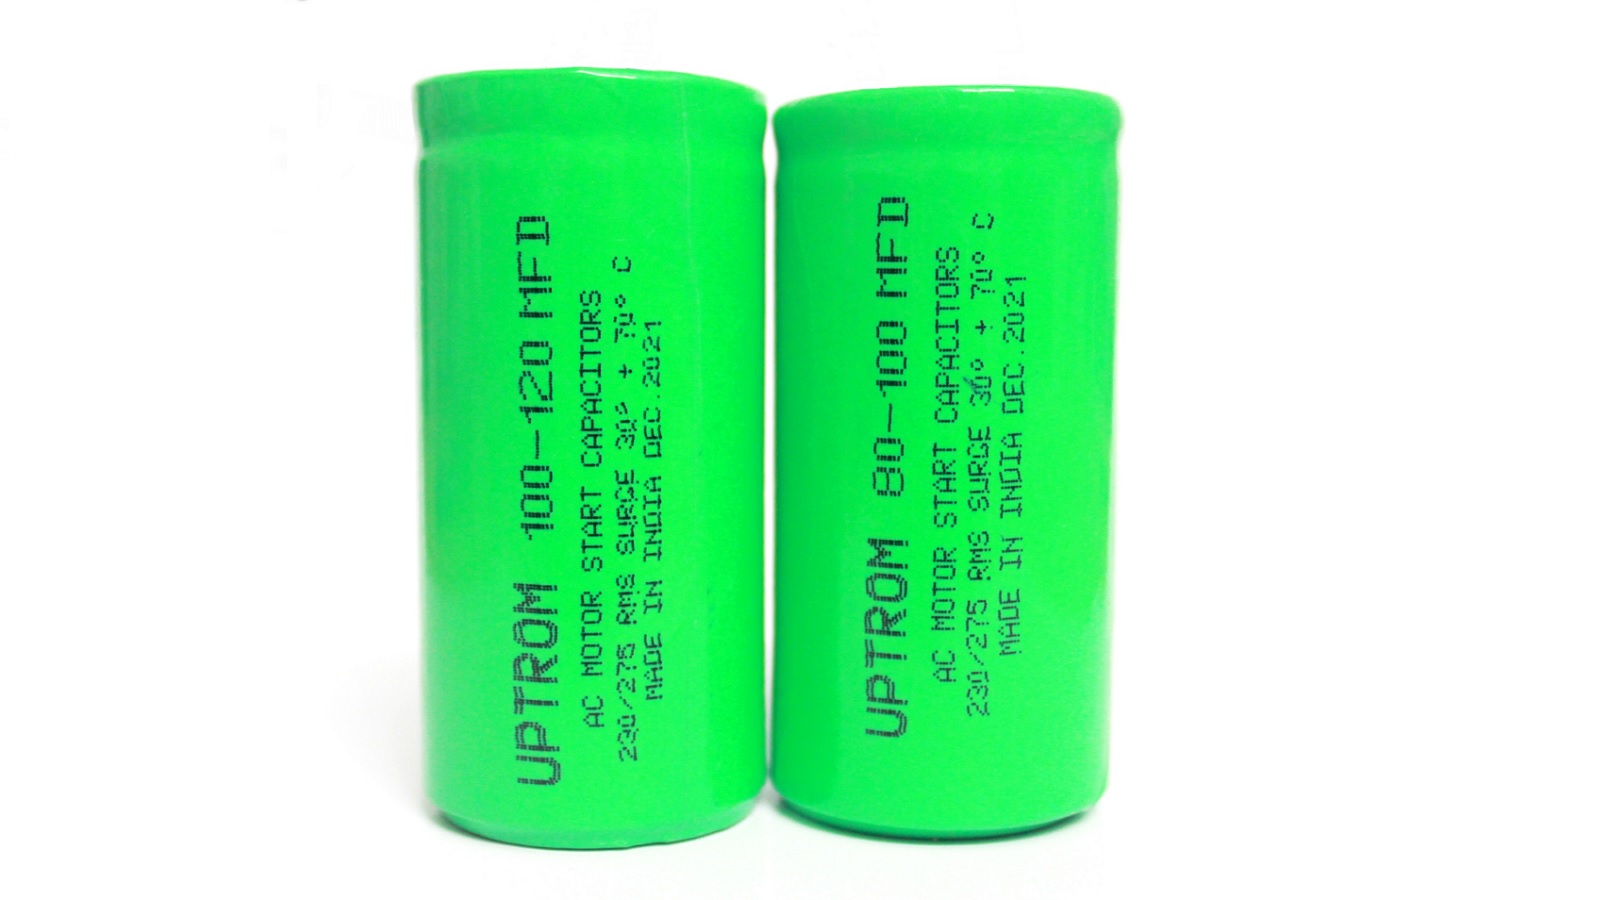 UPTROM 100-120 MFD
AC MOTOR START CAPACITORS
230/275 RMS SURGE 30° + 70° C
MADE IN INDIA DEC.2021
UPTROM 80-100 MFD
AC MOTOR START CAPACITORS
230/275 RMS SURGE 30° + 70° C
MADE IN INDIA DEC.2021